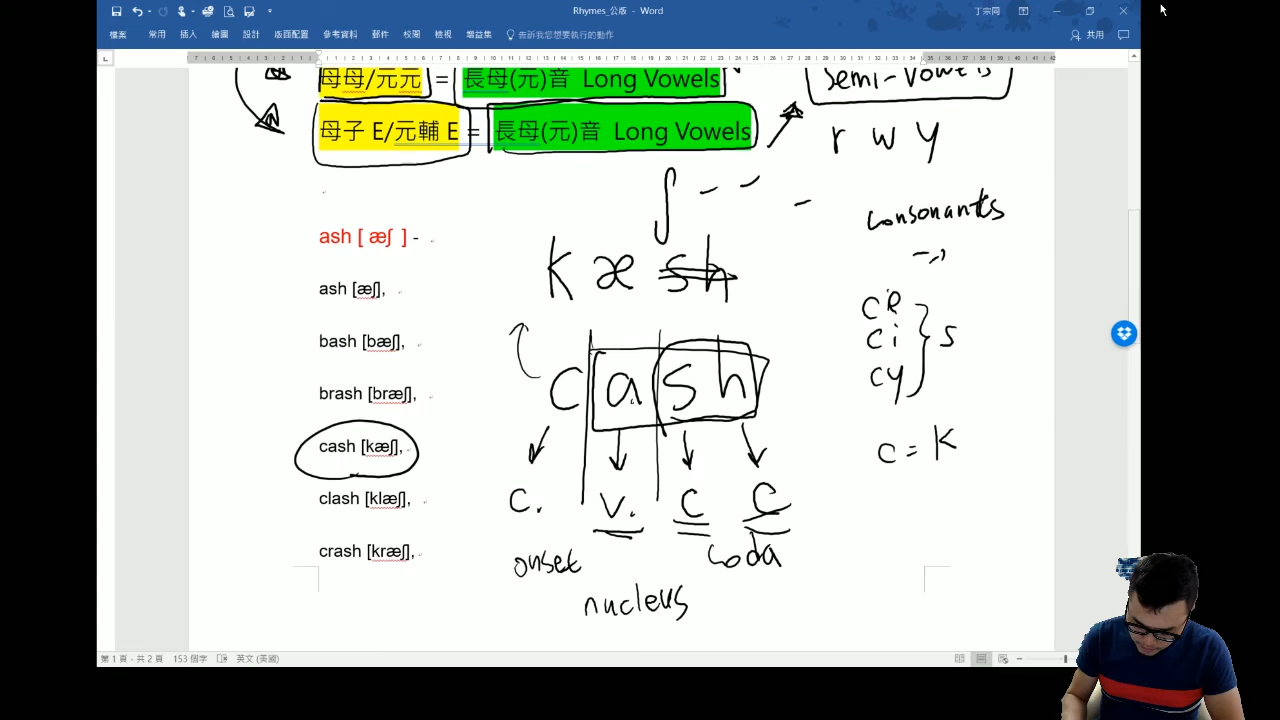 Rhymes_公版 - Word
丁宗同
檔案 常用 插入 繪圖 設計 版面配置 參考資料 郵件 校閱 檢視 增益集 告訴我您想要執行的動作 共用
母母/元元 = 長母(元)音 Long Vowels
Semi-Vowels
母子 E/元輔 E = 長母(元)音 Long Vowels
r w y
ʃ
consonants
ash [ æʃ ] -
k æ sh
ash [æʃ],
ce
bash [bæʃ],
ci
s
cy
brash [bræʃ],
c a s h
cash [kæʃ],
c = k
clash [klæʃ],
c. v. c c
crash [kræʃ],
onset
coda
nucleus
第 1 頁，共 2 頁 153 個字 英文 (美國)